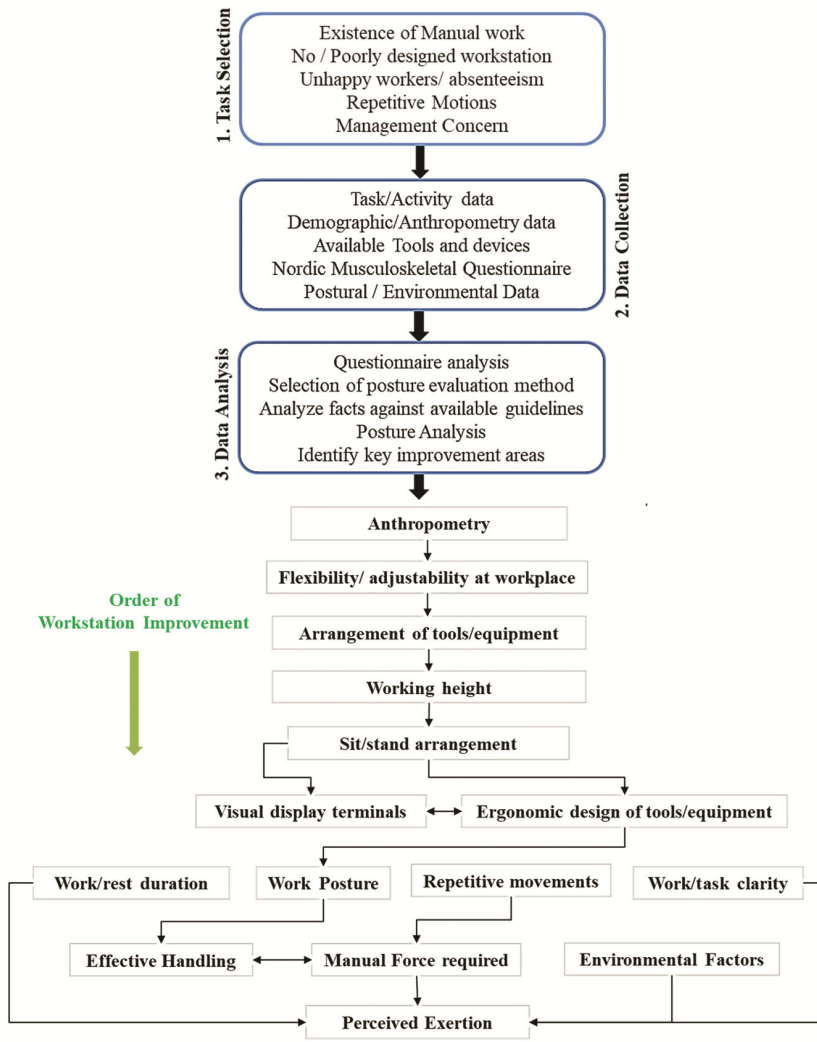 1. Task Selection
Existence of Manual work
No / Poorly designed workstation
Unhappy workers/ absenteeism
Repetitive Motions
Management Concern
2. Data Collection
Task/Activity data
Demographic/Anthropometry data
Available Tools and devices
Nordic Musculoskeletal Questionnaire
Postural / Environmental Data
3. Data Analysis
Questionnaire analysis
Selection of posture evaluation method
Analyze facts against available guidelines
Posture Analysis
Identify key improvement areas
Order of
Workstation Improvement
Anthropometry
Flexibility/ adjustability at workplace
Arrangement of tools/equipment
Working height
Sit/stand arrangement
Visual display terminals
Ergonomic design of tools/equipment
Work/rest duration
Work Posture
Repetitive movements
Work/task clarity
Effective Handling
Manual Force required
Environmental Factors
Perceived Exertion